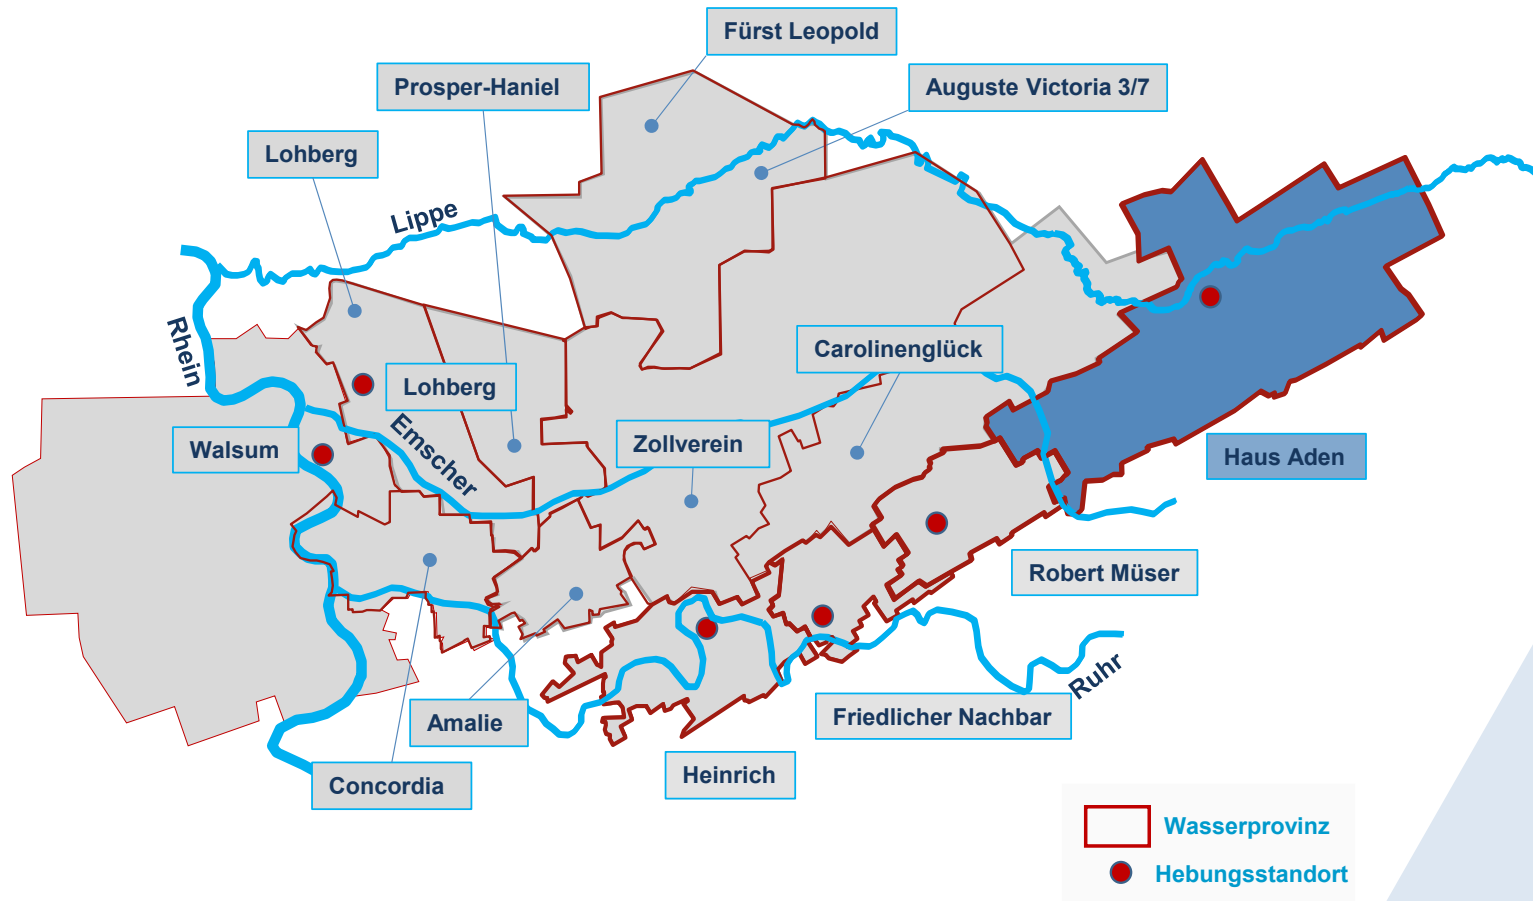 Fürst Leopold
Prosper-Haniel
Auguste Victoria 3/7
Lohberg
Lippe
Rhein
Carolinenglück
Lohberg
Emscher
Walsum
Zollverein
Haus Aden
Robert Müser
Ruhr
Amalie
Friedlicher Nachbar
Concordia
Heinrich
Wasserprovinz
Hebungsstandort